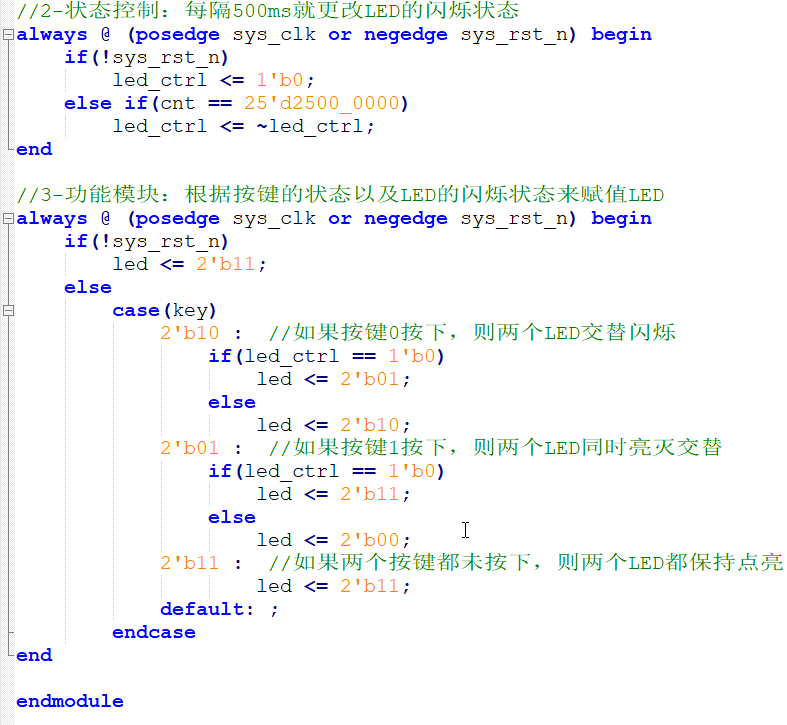 //2-状态控制：每隔500ms就更改LED的闪烁状态
always @ (posedge sys_clk or negedge sys_rst_n) begin
    if(!sys_rst_n)
        led_ctrl <= 1'b0;
    else if(cnt == 25'd2500_0000)
        led_ctrl <= ~led_ctrl;
end

//3-功能模块：根据按键的状态以及LED的闪烁状态来赋值LED
always @ (posedge sys_clk or negedge sys_rst_n) begin
    if(!sys_rst_n)
        led <= 2'b11;
    else
        case(key)
            2'b10 :  //如果按键0按下，则两个LED交替闪烁
                if(led_ctrl == 1'b0)
                    led <= 2'b01;
                else
                    led <= 2'b10;
            2'b01 :  //如果按键1按下，则两个LED同时亮灭交替
                if(led_ctrl == 1'b0)
                    led <= 2'b11;
                else
                    led <= 2'b00;
            2'b11 :  //如果两个按键都未按下，则两个LED都保持点亮
                    led <= 2'b11;
            default: ;
        endcase
end

endmodule